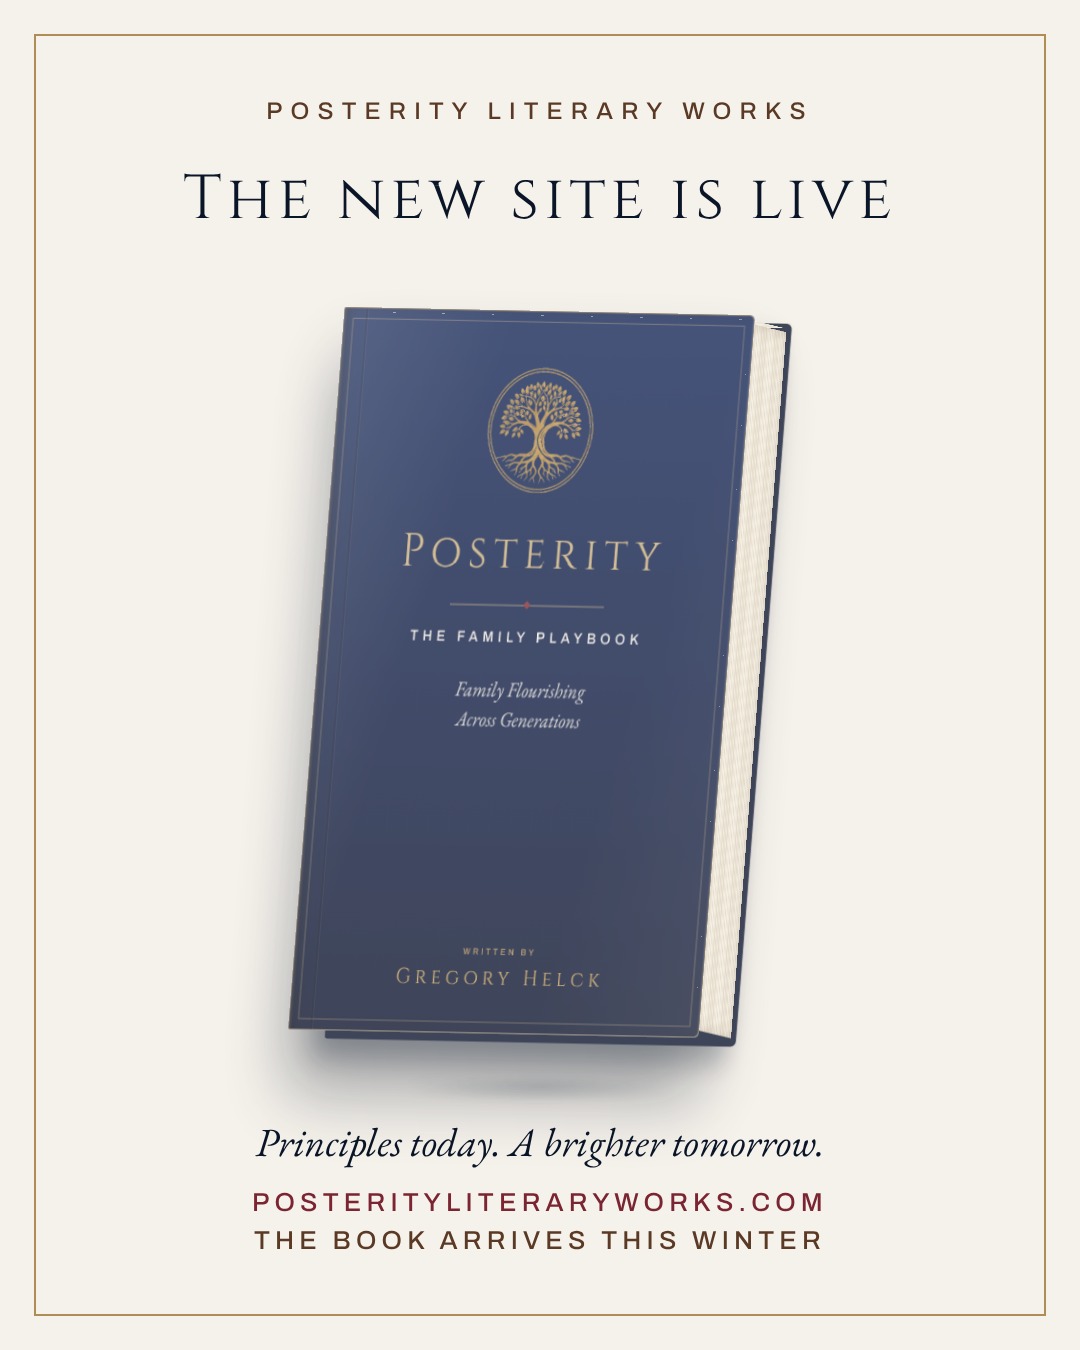 POSTERITY LITERARY WORKS
THE NEW SITE IS LIVE
POSTERITY
THE FAMILY PLAYBOOK
Family Flourishing
Across Generations
WRITTEN BY
GREGORY HELCK
Principles today. A brighter tomorrow.
POSTERITYLITERARYWORKS.COM
THE BOOK ARRIVES THIS WINTER